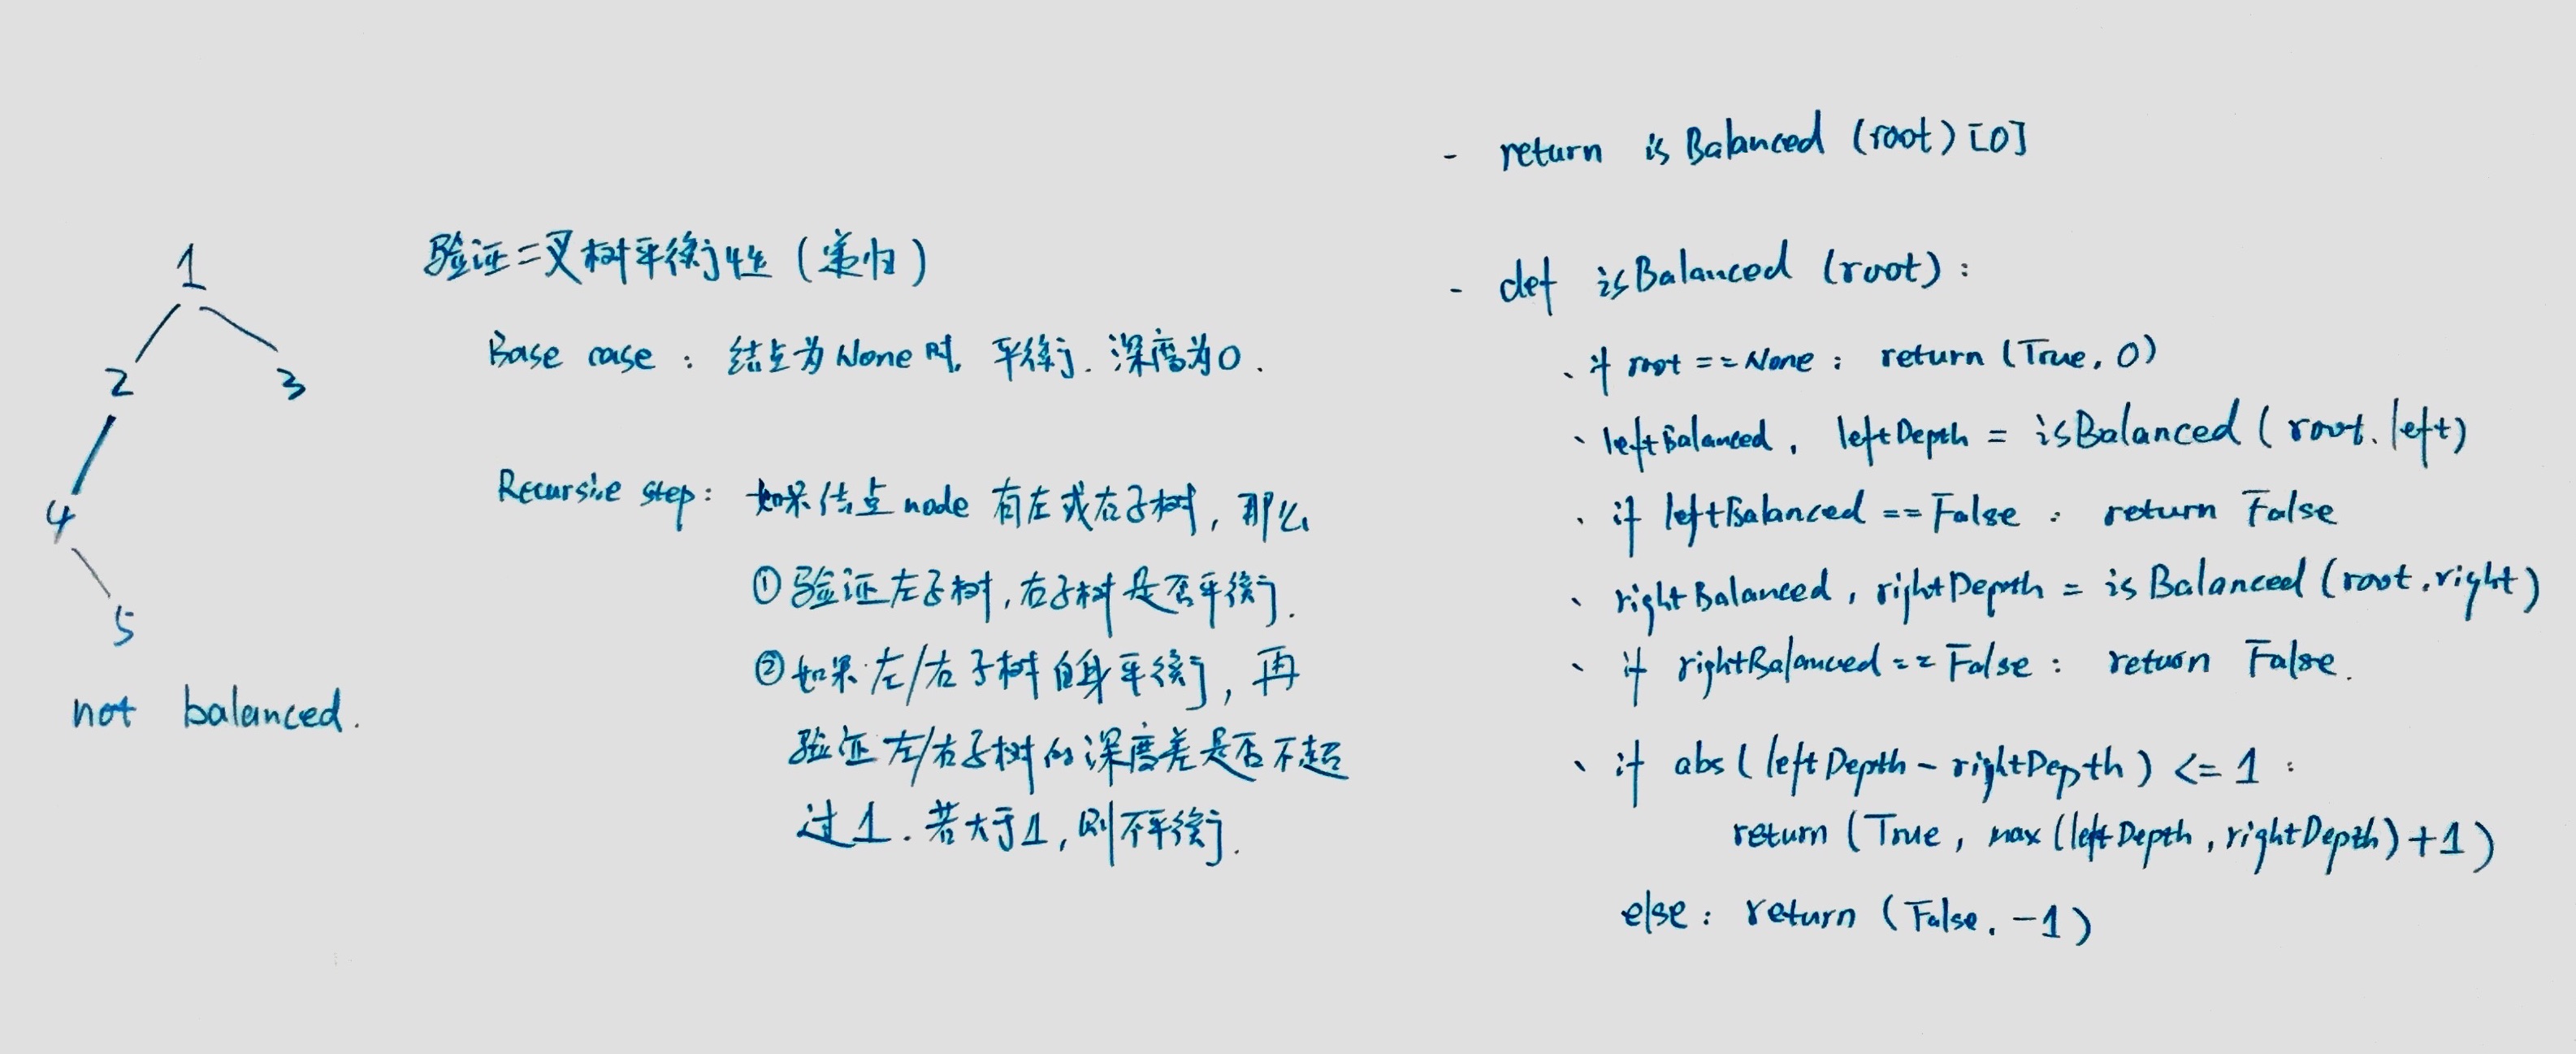 1
2 3
4
5
not balanced.
验证二叉树平衡性（递归）
Base case : 结点为None时, 平衡. 深度为0.
Recursive step: 如果结点node 有左或右子树, 那么
①验证左子树, 右子树是否平衡.
②如果左/右子树自身平衡, 再
验证左/右子树的深度差是否不超
过1. 若大于1, 则不平衡.
- return isBalanced (root)[0]
- def isBalanced (root):
、if root == None : return (True, 0)
、leftBalanced, leftDepth = isBalanced (root.left)
、if leftBalanced == False : return False
、rightBalanced, rightDepth = isBalanced (root.right)
、if rightBalanced == False : return False.
、if abs(leftDepth - rightDepth) <= 1 :
return (True, max(leftDepth, rightDepth)+1)
else: return (False, -1)